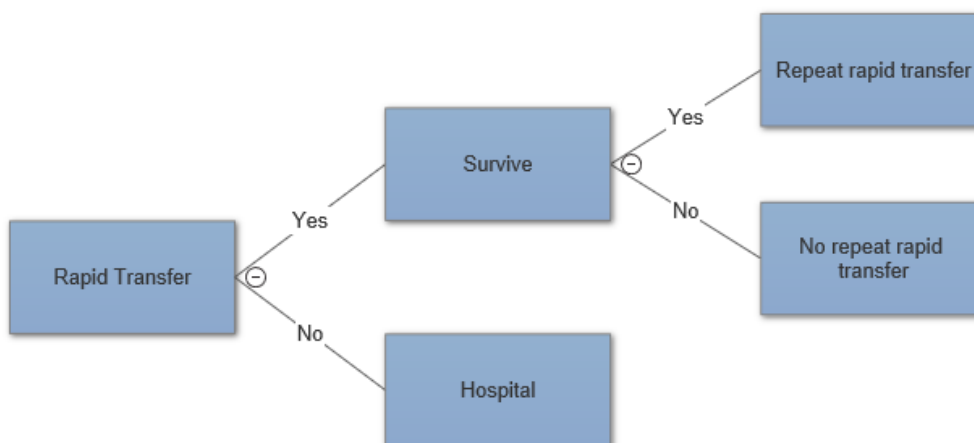 Rapid Transfer
Yes
No
Survive
Hospital
Yes
No
Repeat rapid transfer
No repeat rapid
transfer